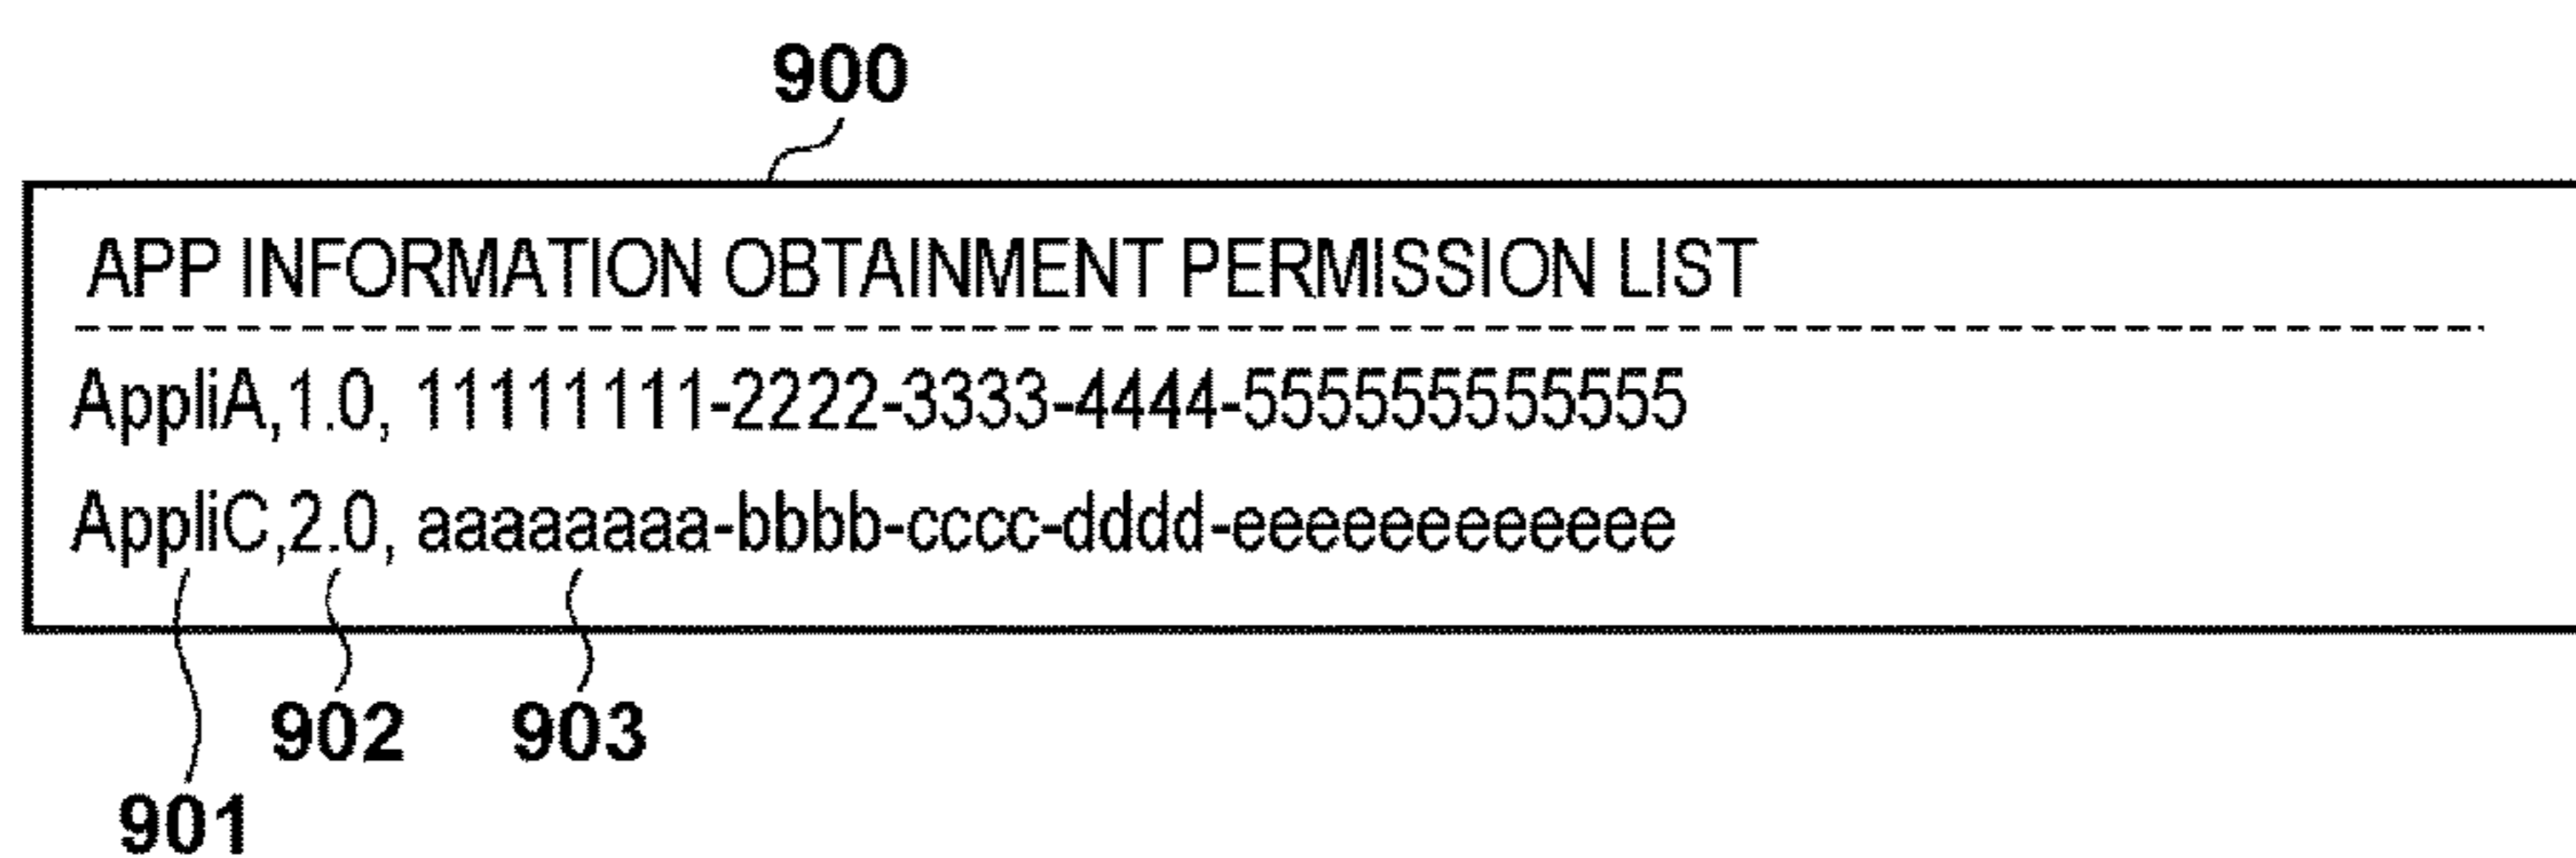 900
APP INFORMATION OBTAINMENT PERMISSION LIST
AppliA,1.0, 11111111-2222-3333-4444-555555555555
AppliC,2.0, aaaaaaaa-bbbb-cccc-dddd-eeeeeeeeeeee
902 903
901